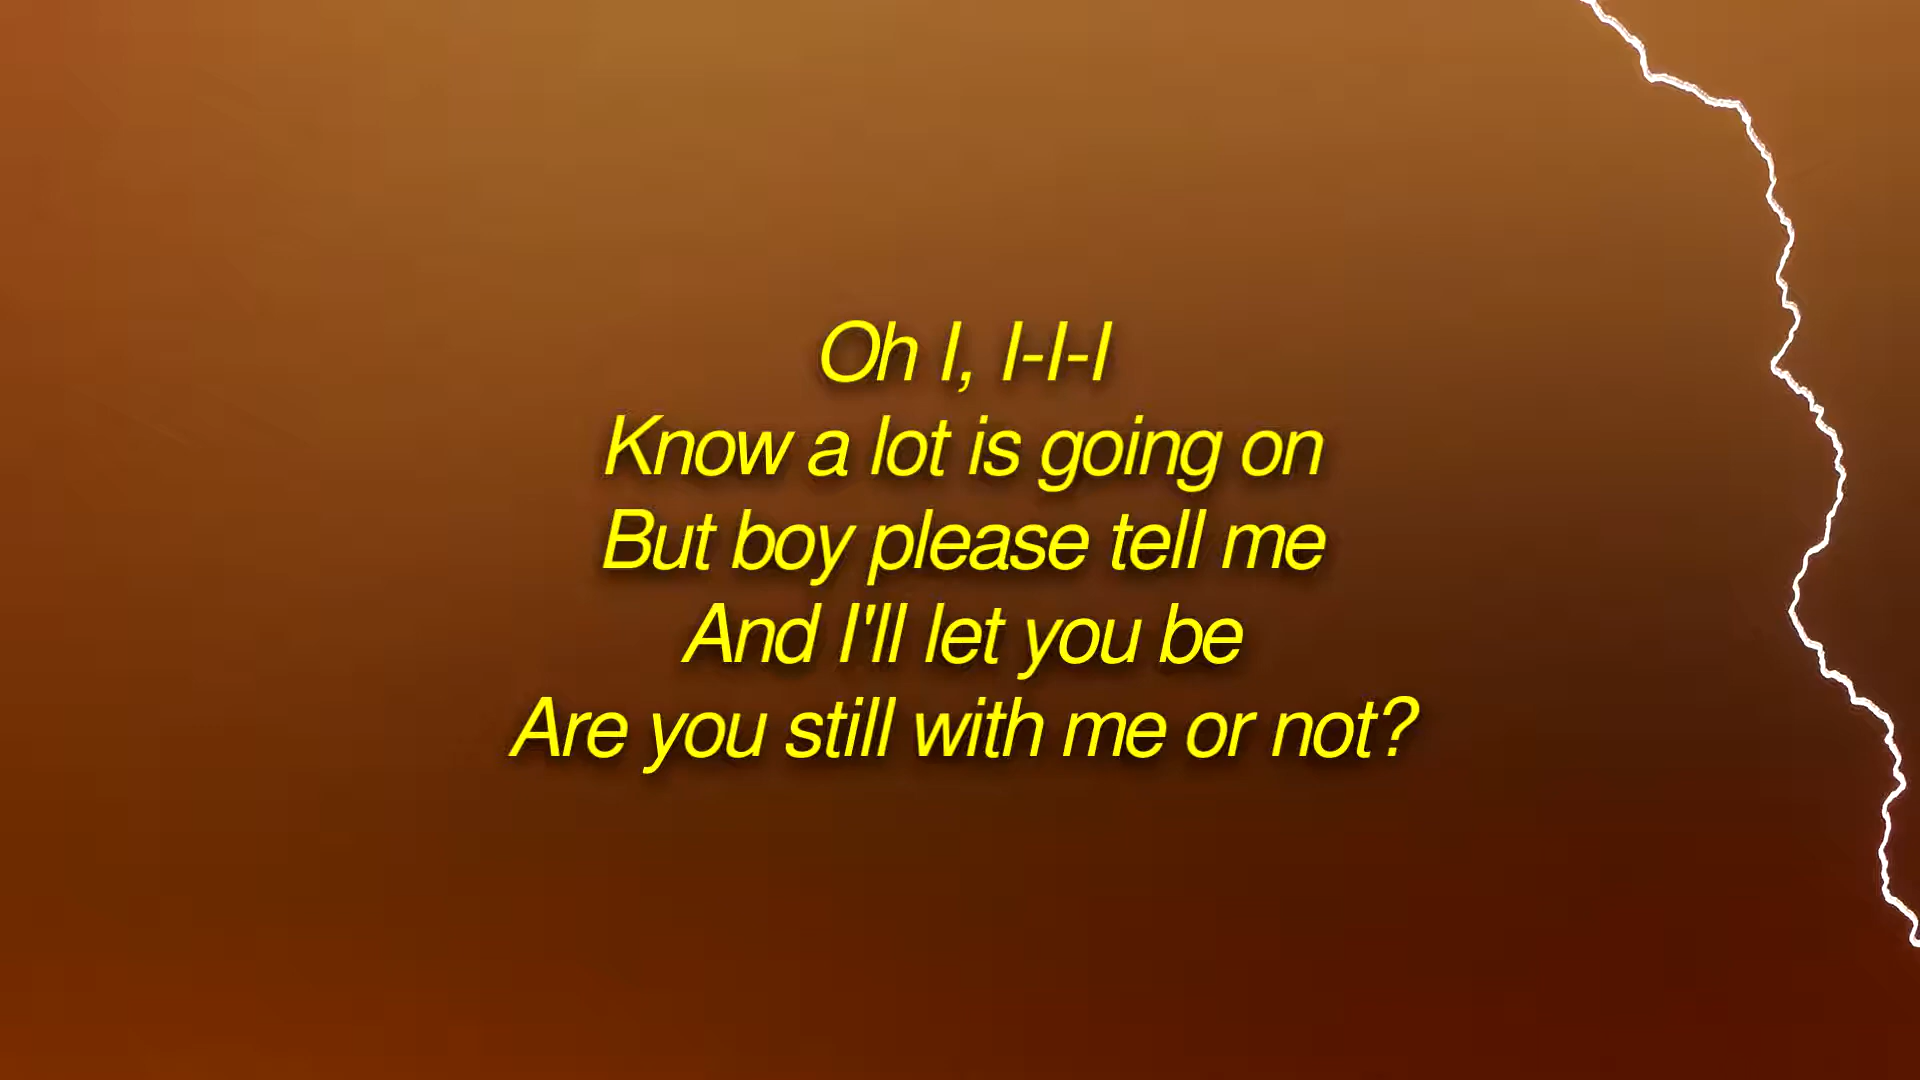 Oh I, I-I-I
Know a lot is going on
But boy please tell me
And I'll let you be
Are you still with me or not?